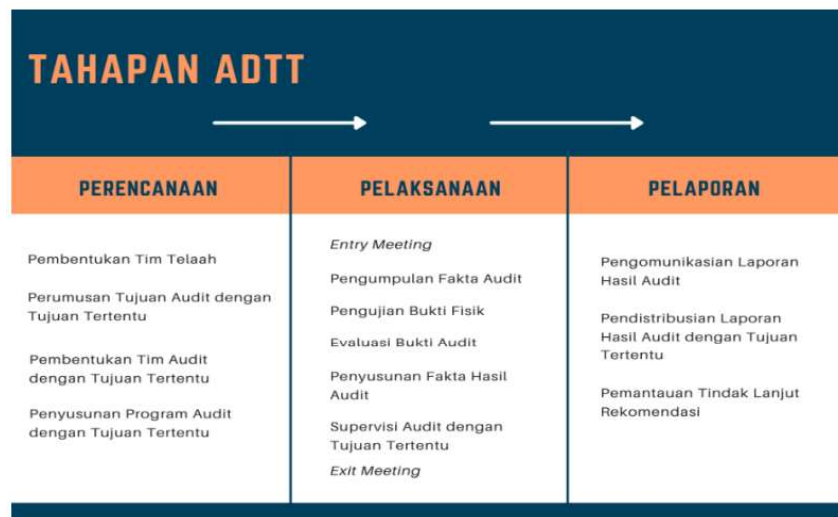 TAHAPAN ADTT
PERENCANAAN
Pembentukan Tim Telaah
Perumusan Tujuan Audit dengan
Tujuan Tertentu
Pembentukan Tim Audit
dengan Tujuan Tertentu
Penyusunan Program Audit
dengan Tujuan Tertentu
PELAKSANAAN
Entry Meeting
Pengumpulan Fakta Audit
Pengujian Bukti Fisik
Evaluasi Bukti Audit
Penyusunan Fakta Hasil
Audit
Supervisi Audit dengan
Tujuan Tertentu
Exit Meeting
PELAPORAN
Pengomunikasian Laporan
Hasil Audit
Pendistribusian Laporan
Hasil Audit dengan Tujuan
Tertentu
Pemantauan Tindak Lanjut
Rekomendasi